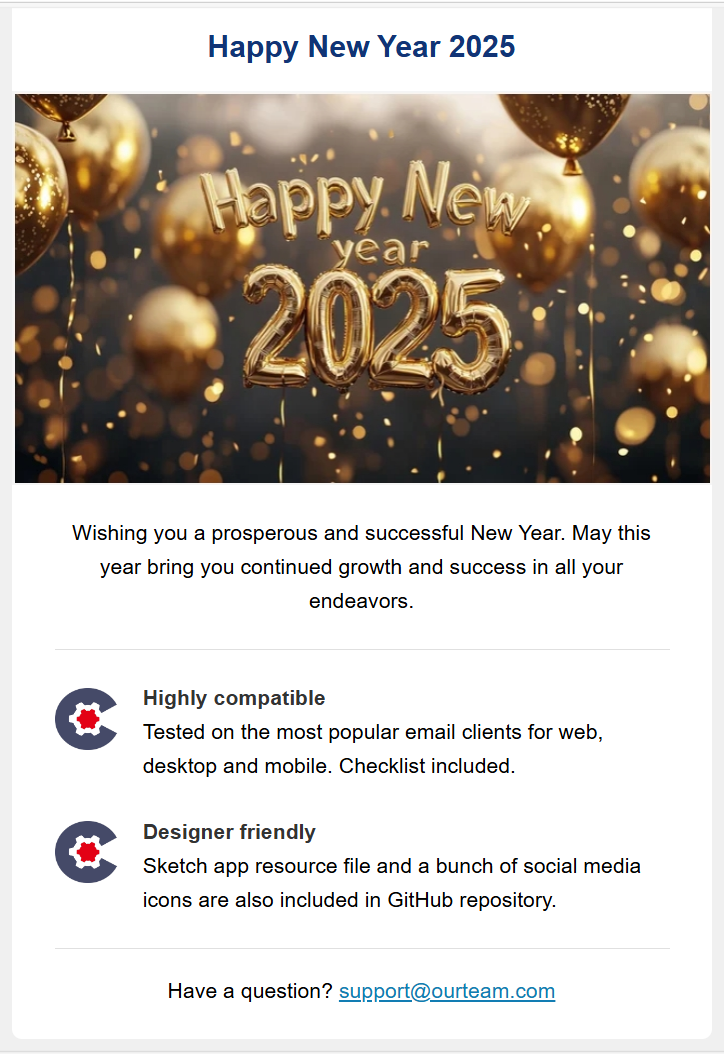 Happy New Year 2025
Happy New
year
2025
Wishing you a prosperous and successful New Year. May this
year bring you continued growth and success in all your
endeavors.
Highly compatible
Tested on the most popular email clients for web,
desktop and mobile. Checklist included.
Designer friendly
Sketch app resource file and a bunch of social media
icons are also included in GitHub repository.
Have a question? support@ourteam.com